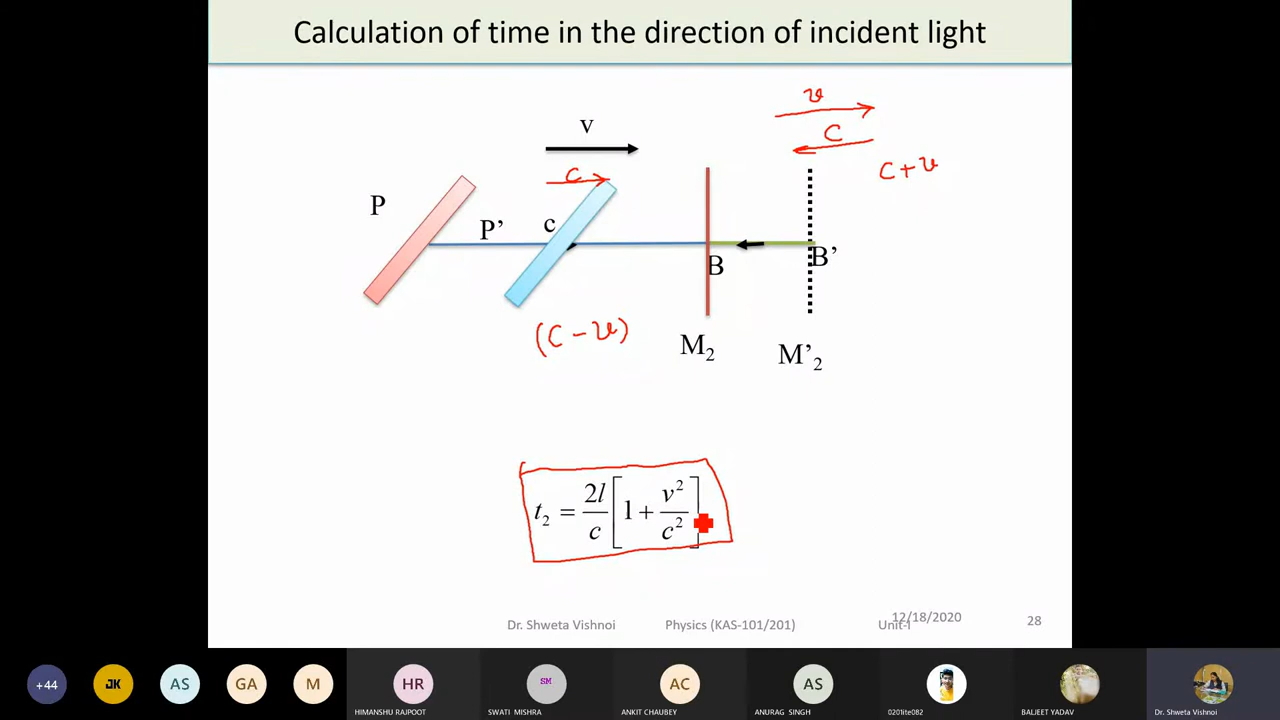 Calculation of time in the direction of incident light
v
C
C+v
v
C
P
P’
c
B
B’
(C-v)
M2
M’2
t2 = 2l/c [1 + v²/c²]
Dr. Shweta Vishnoi Physics (KAS-101/201) Unit-I 12/18/2020 28
+44 JK AS GA M HR SM AC AS
HIMANSHU RAJPOOT SWATI MISHRA ANKIT CHAUBEY ANURAG SINGH 0201ite082 BALJEET YADAV Dr. Shweta Vishnoi